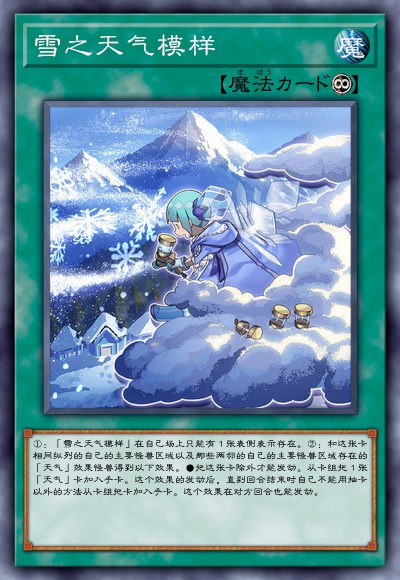 雪之天气模样
魔
【魔法カード】
まほう
①：「雪之天气模样」在自己场上只能有１张表侧表示存在。②：和这张卡
相同纵列的自己的主要怪兽区域以及那些两邻的自己的主要怪兽区域存在的
「天气」效果怪兽得到以下效果。●把这张卡除外才能发动。从卡组把１张
「天气」卡加入手卡。这个效果的发动后，直到回合结束时自己不能用抽卡
以外的方法从卡组把卡加入手卡。这个效果在对方回合也能发动。